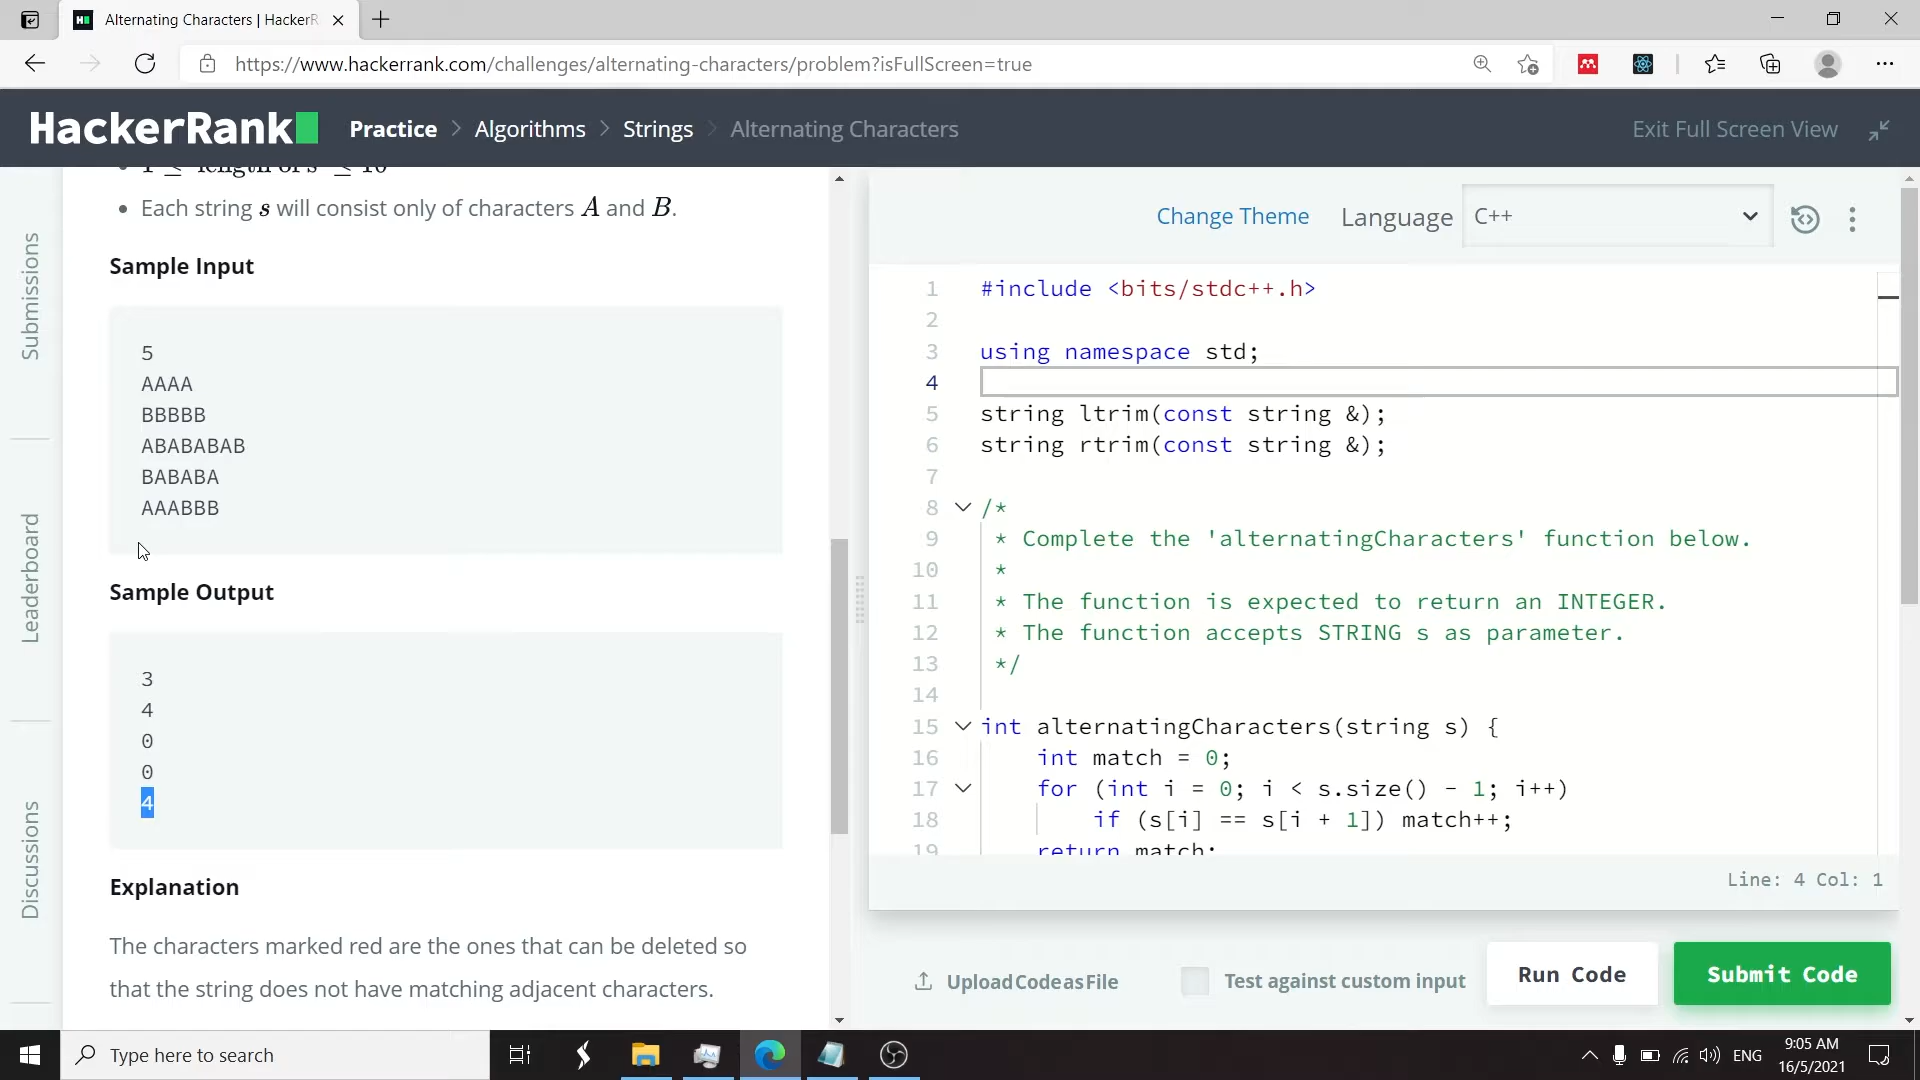 Alternating Characters | HackerR
https://www.hackerrank.com/challenges/alternating-characters/problem?isFullScreen=true
HackerRank
Practice > Algorithms > Strings > Alternating Characters
Exit Full Screen View
Submissions
Leaderboard
Discussions
• Each string s will consist only of characters A and B.
Sample Input
5
AAAA
BBBBB
ABABABAB
BABABA
AAABBB
Sample Output
3
4
0
0
4
Explanation
The characters marked red are the ones that can be deleted so
that the string does not have matching adjacent characters.
Change Theme Language C++
1 #include <bits/stdc++.h>
2
3 using namespace std;
4
5 string ltrim(const string &);
6 string rtrim(const string &);
7
8 /*
9 * Complete the 'alternatingCharacters' function below.
10 *
11 * The function is expected to return an INTEGER.
12 * The function accepts STRING s as parameter.
13 */
14
15 int alternatingCharacters(string s) {
16 int match = 0;
17 for (int i = 0; i < s.size() - 1; i++)
18 if (s[i] == s[i + 1]) match++;
19 return match;
Line: 4 Col: 1
Upload Code as File
Test against custom input
Run Code
Submit Code
Type here to search
ENG
9:05 AM
16/5/2021